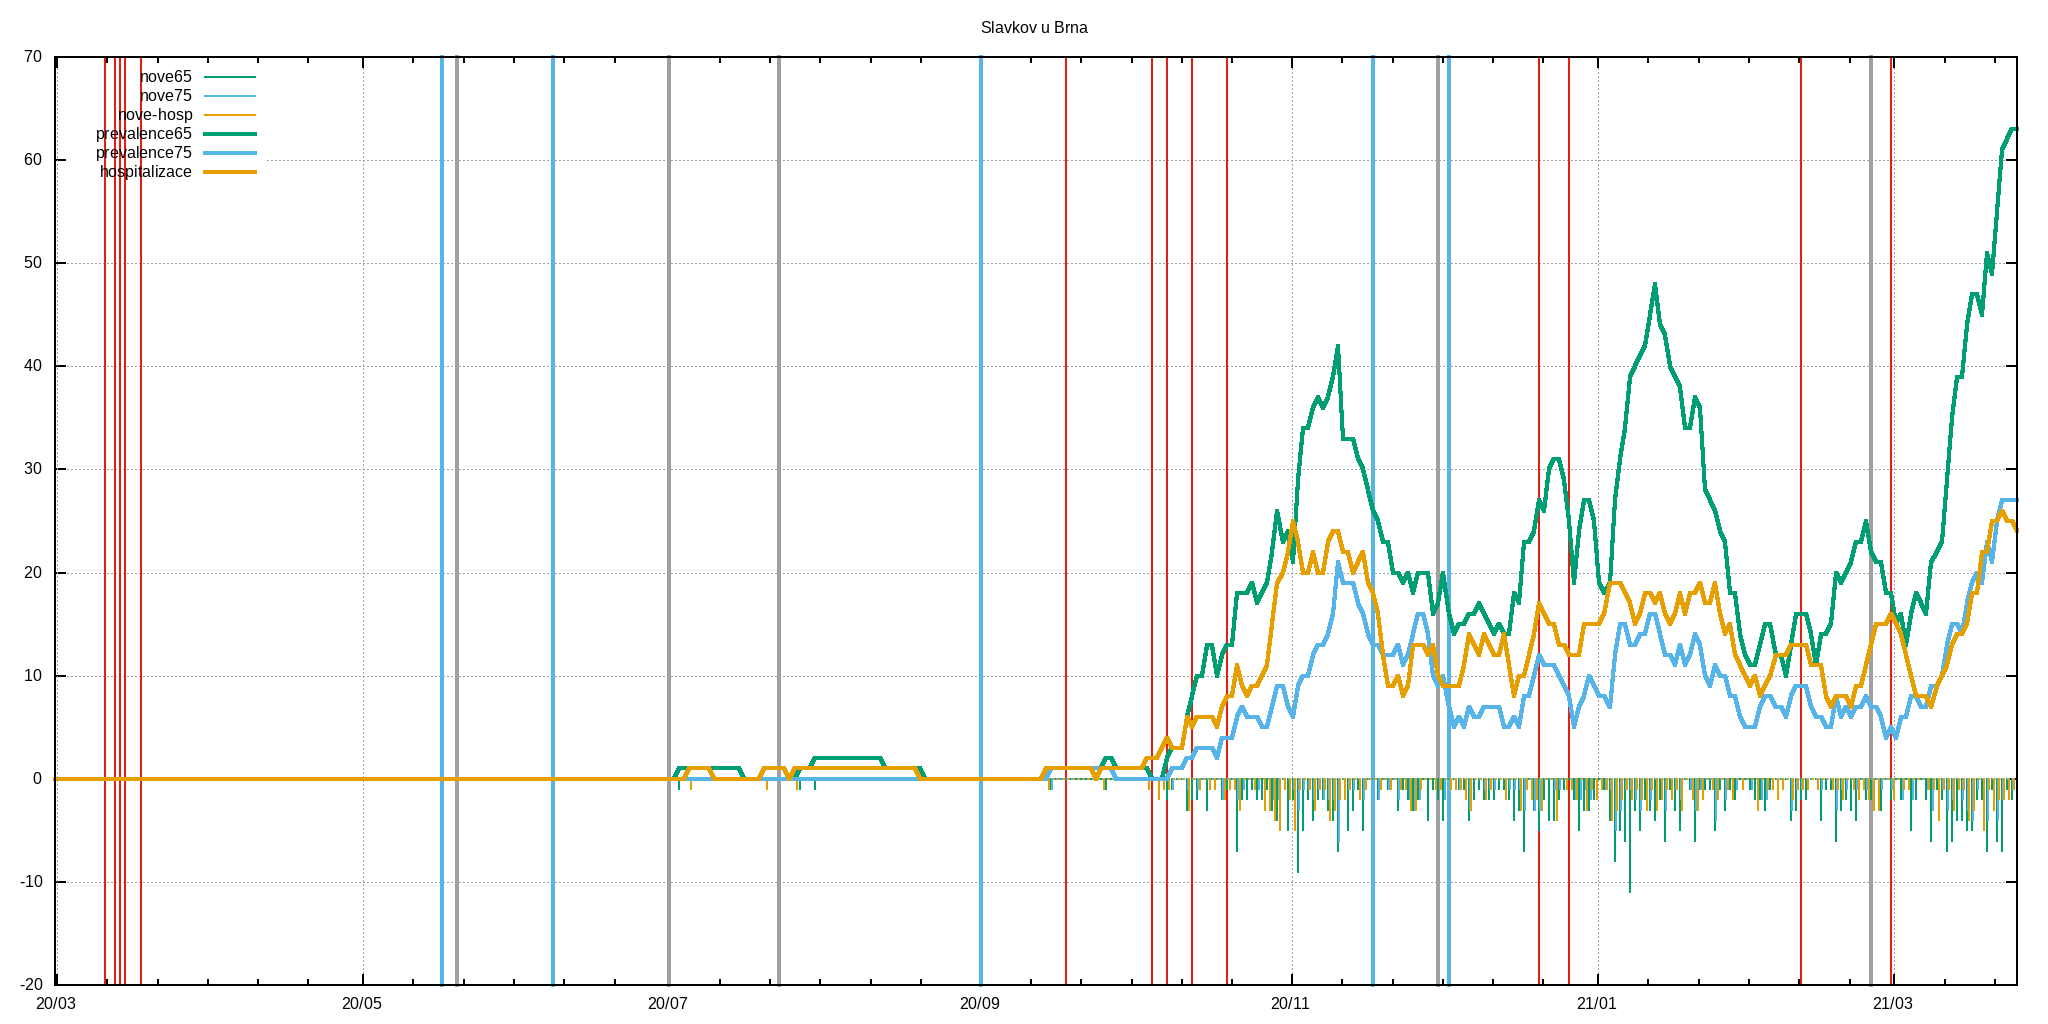 Slavkov u Brna
70
60
50
40
30
20
10
0
-10
-20
nove65
nove75
nove-hosp
prevalence65
prevalence75
hospitalizace
20/03 20/05 20/07 20/09 20/11 21/01 21/03